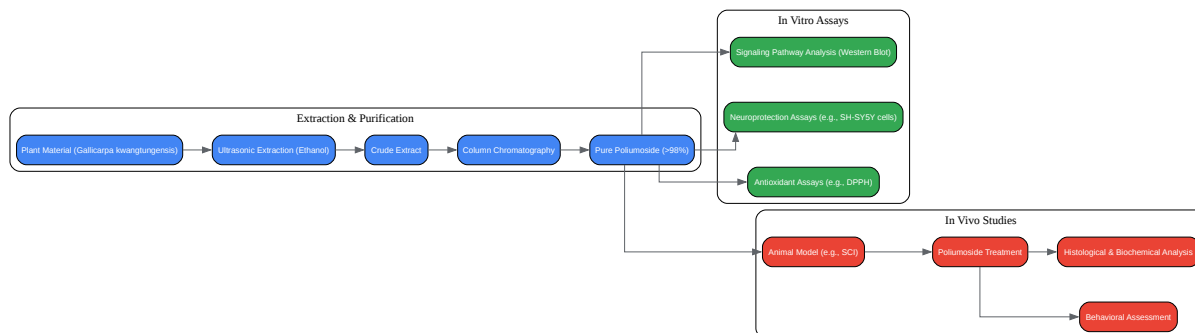 In Vitro Assays
Signaling Pathway Analysis (Western Blot)
Neuroprotection Assays (e.g., SH-SY5Y cells)
Antioxidant Assays (e.g., DPPH)
Extraction & Purification
Plant Material (Gallicarpa kwangtungensis)
Ultrasonic Extraction (Ethanol)
Crude Extract
Column Chromatography
Pure Poliumoside (>98%)
In Vivo Studies
Animal Model (e.g., SCI)
Poliumoside Treatment
Histological & Biochemical Analysis
Behavioral Assessment